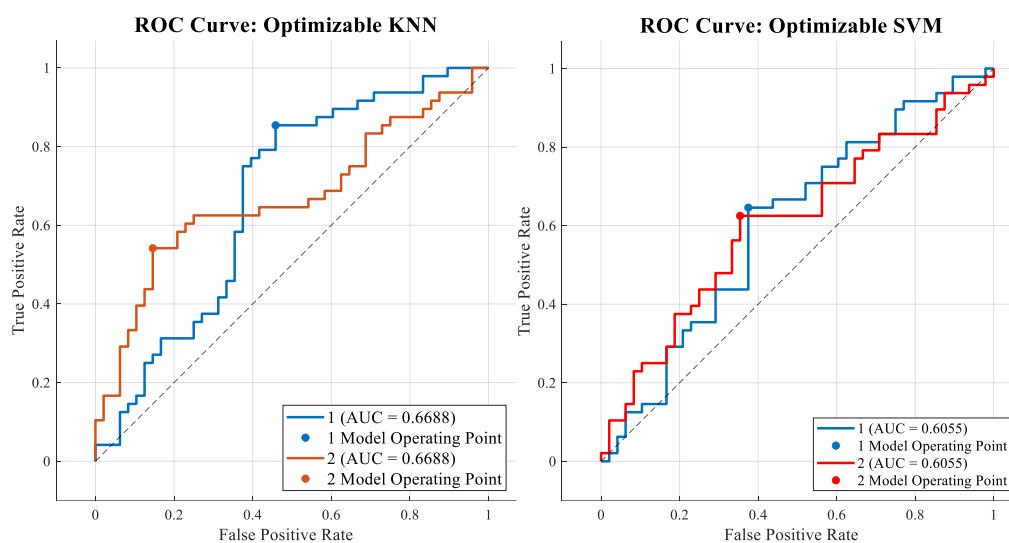 ROC Curve: Optimizable KNN
1
0.8
0.6
0.4
0.2
0
True Positive Rate
0
0.2
0.4
0.6
0.8
1
False Positive Rate
1 (AUC = 0.6688)
1 Model Operating Point
2 (AUC = 0.6688)
2 Model Operating Point
ROC Curve: Optimizable SVM
1
0.8
0.6
0.4
0.2
0
True Positive Rate
0
0.2
0.4
0.6
0.8
1
False Positive Rate
1 (AUC = 0.6055)
1 Model Operating Point
2 (AUC = 0.6055)
2 Model Operating Point